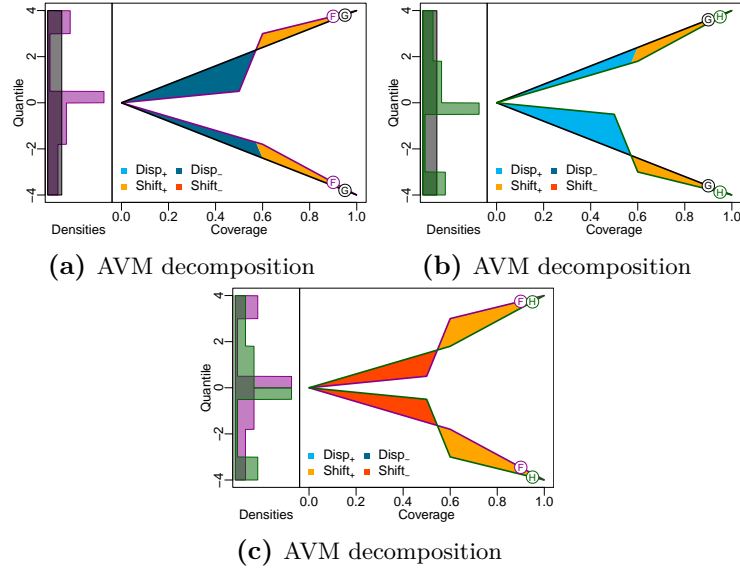 4
2
0
−2
−4
Quantile
F
G
F
G
Disp+ Disp−
Shift+ Shift−
0.0 0.2 0.4 0.6 0.8 1.0
Densities Coverage
(a) AVM decomposition
4
2
0
−2
−4
Quantile
G
H
G
H
Disp+ Disp−
Shift+ Shift−
0.0 0.2 0.4 0.6 0.8 1.0
Densities Coverage
(b) AVM decomposition
4
2
0
−2
−4
Quantile
F
H
F
H
Disp+ Disp−
Shift+ Shift−
0.0 0.2 0.4 0.6 0.8 1.0
Densities Coverage
(c) AVM decomposition